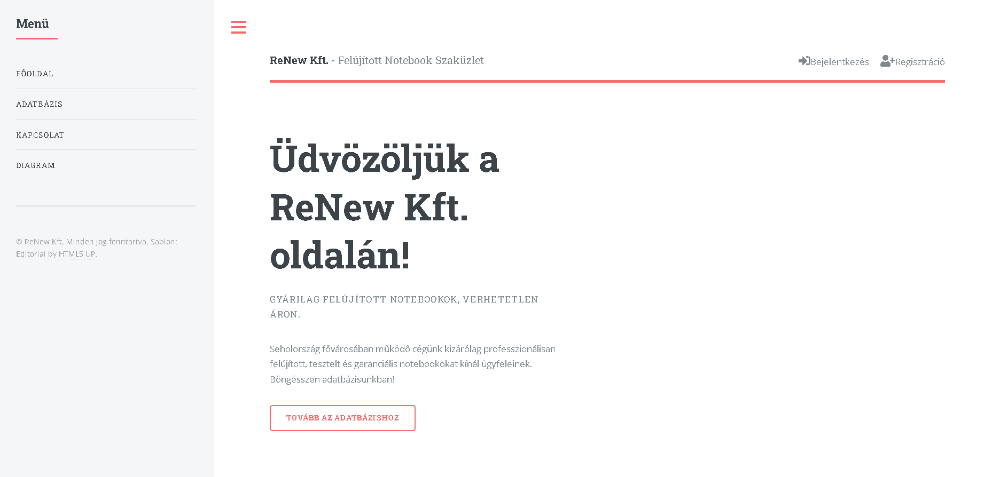 Menü
FŐOLDAL
ADATBÁZIS
KAPCSOLAT
DIAGRAM
© ReNew Kft. Minden jog fenntartva. Sablon:
Editorial by HTML5 UP.
ReNew Kft. - Felújított Notebook Szaküzlet
Bejelentkezés Regisztráció
Üdvözöljük a
ReNew Kft.
oldalán!
GYÁRILAG FELÚJÍTOTT NOTEBOOKOK, VERHETETLEN
ÁRON.
Seholország fővárosában működő cégünk kizárólag professzionálisan
felújított, tesztelt és garanciális notebookokat kínál ügyfeleinek.
Böngésszen adatbázisunkban!
TOVÁBB AZ ADATBÁZISHOZ